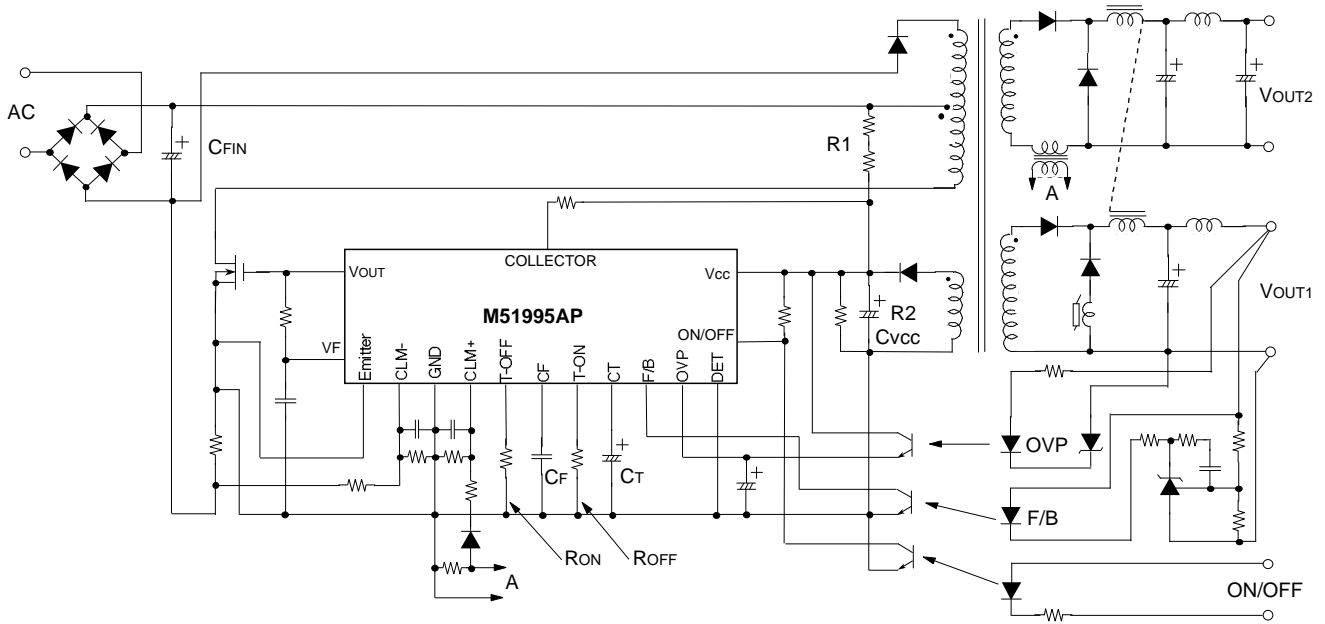 AC
CFIN
R1
A
VOUT2
COLLECTOR
VOUT
VCC
M51995AP
ON/OFF
VF
Emitter
CLM-
GND
CLM+
T-OFF
CF
T-ON
CT
F/B
OVP
DET
R2
CVCC
VOUT1
CF
CT
OVP
F/B
RON
ROFF
A
ON/OFF